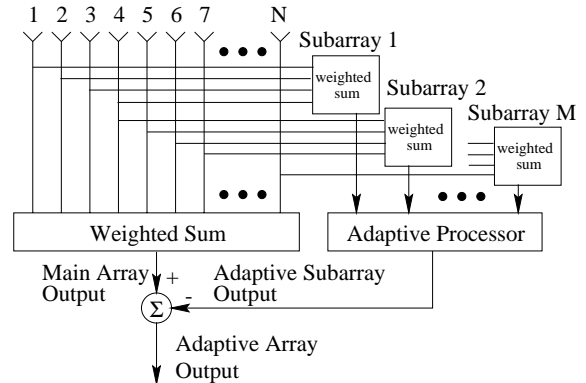 1 2 3 4 5 6 7 N
Subarray 1
weighted
sum
Subarray 2
weighted
sum
Subarray M
weighted
sum
Weighted Sum
Adaptive Processor
Main Array
Output
+
-
Adaptive Subarray
Output
Σ
Adaptive Array
Output